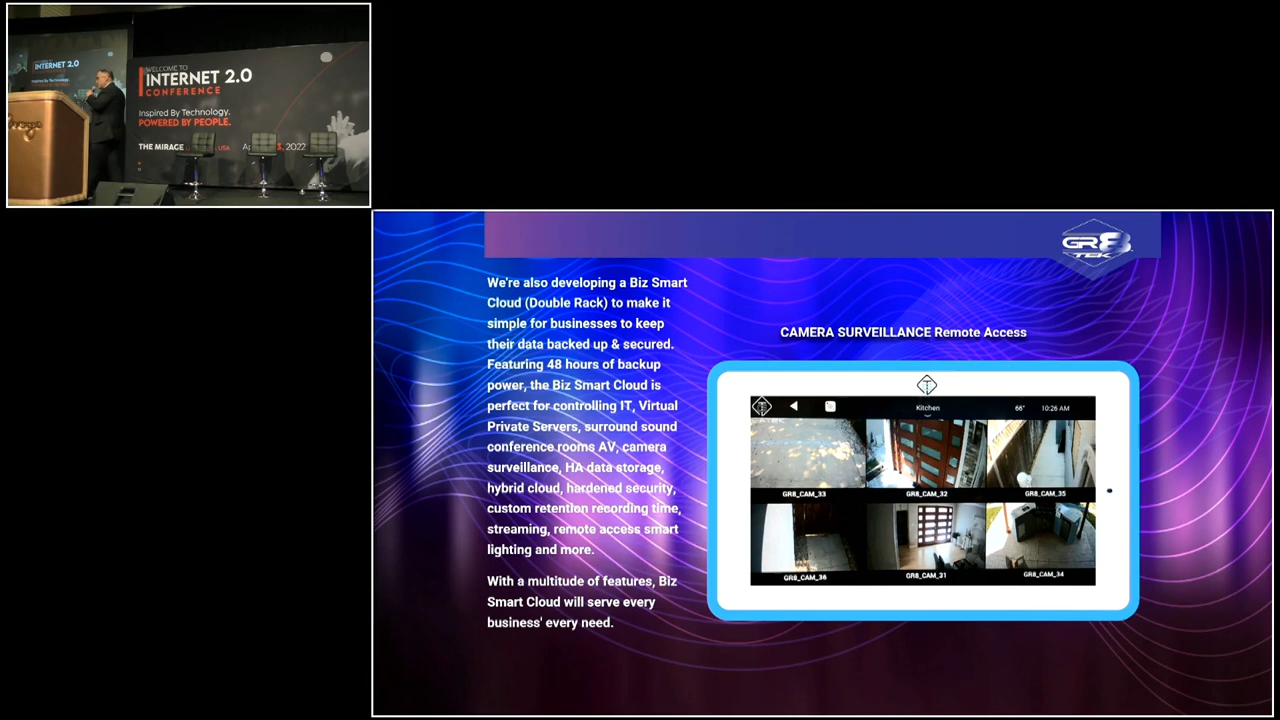 WELCOME TO
INTERNET 2.0
CONFERENCE
Inspired By Technology.
POWERED BY PEOPLE.
THE MIRAGE
USA
3, 2022
INTERNET 2.0
GR8
TEK
We're also developing a Biz Smart
Cloud (Double Rack) to make it
simple for businesses to keep
their data backed up & secured.
Featuring 48 hours of backup
power, the Biz Smart Cloud is
perfect for controlling IT, Virtual
Private Servers, surround sound
conference rooms AV, camera
surveillance, HA data storage,
hybrid cloud, hardened security,
custom retention recording time,
streaming, remote access smart
lighting and more.
With a multitude of features, Biz
Smart Cloud will serve every
business' every need.
CAMERA SURVEILLANCE Remote Access
Kitchen 66° 10:26 AM
GR8_CAM_33 GR8_CAM_32 GR8_CAM_35
GR8_CAM_36 GR8_CAM_31 GR8_CAM_34